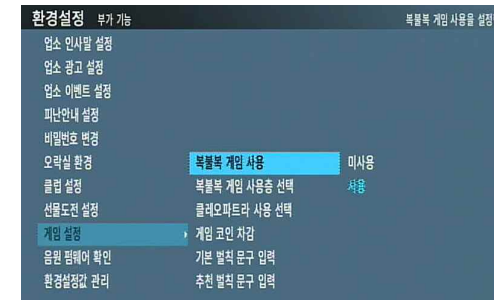 환경설정 부가 기능 복불복 게임 사용을 설정
업소 인사말 설정
업소 광고 설정
업소 이벤트 설정
피난안내 설정
비밀번호 변경
오락실 환경 복불복 게임 사용 미사용
클럽 설정 복불복 게임 사용층 선택 사용
선물도전 설정 클레오파트라 사용 선택
게임 설정 게임 코인 차감
음원 펌웨어 확인 기본 벌칙 문구 입력
환경설정값 관리 추천 벌칙 문구 입력